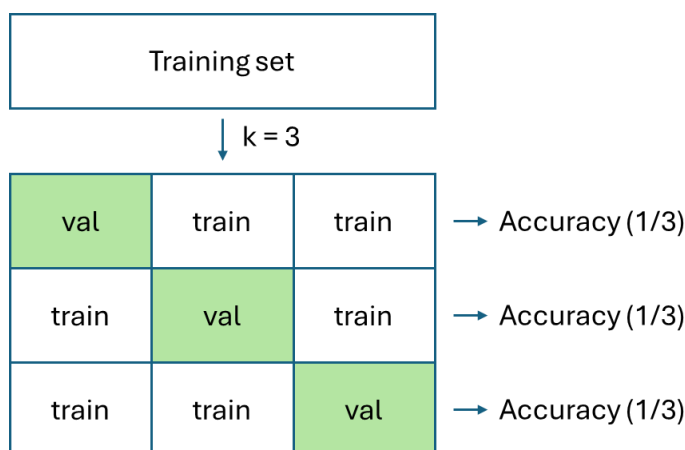 Training set
k = 3
val train train Accuracy (1/3)
train val train Accuracy (1/3)
train train val Accuracy (1/3)